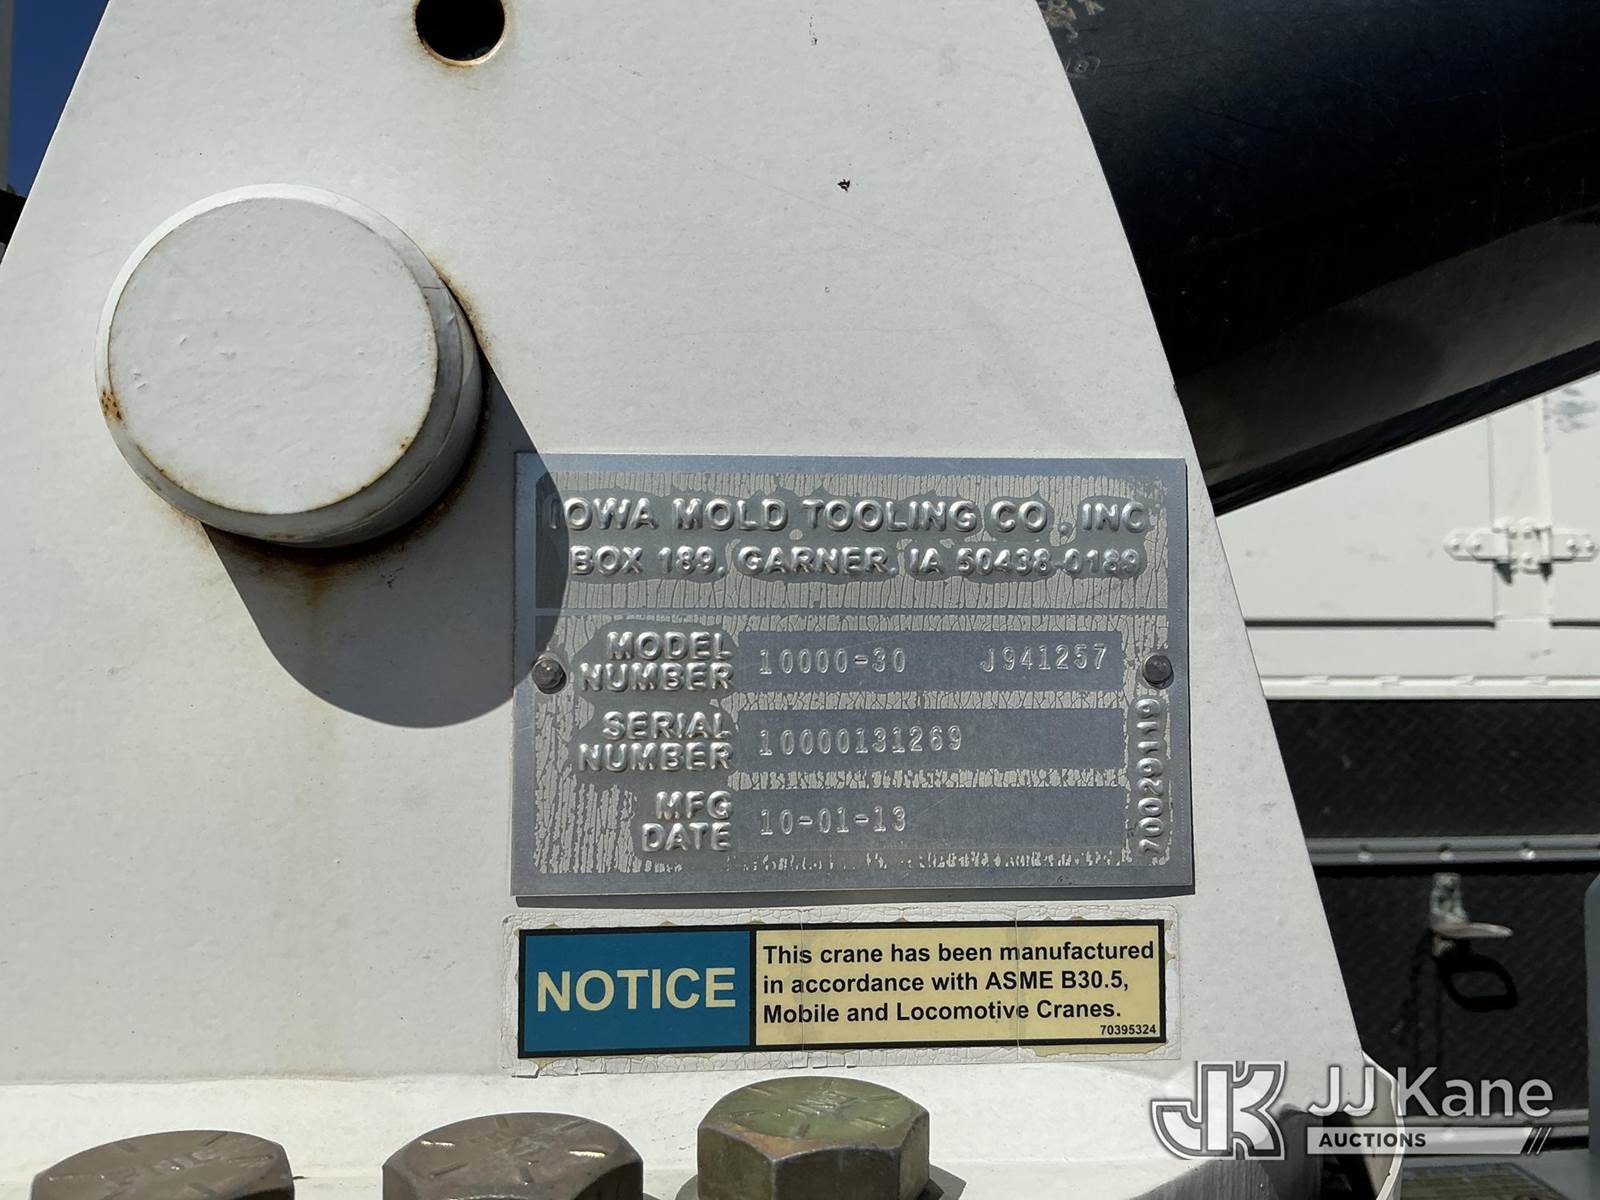 IOWA MOLD TOOLING CO., INC
BOX 189, GARNER, IA 50438-0189
MODEL NUMBER 10000-30 J941257
SERIAL NUMBER 10000131269
MFG DATE 10-01-13
70029119
NOTICE
This crane has been manufactured
in accordance with ASME B30.5,
Mobile and Locomotive Cranes.
70395324
JJ Kane
AUCTIONS